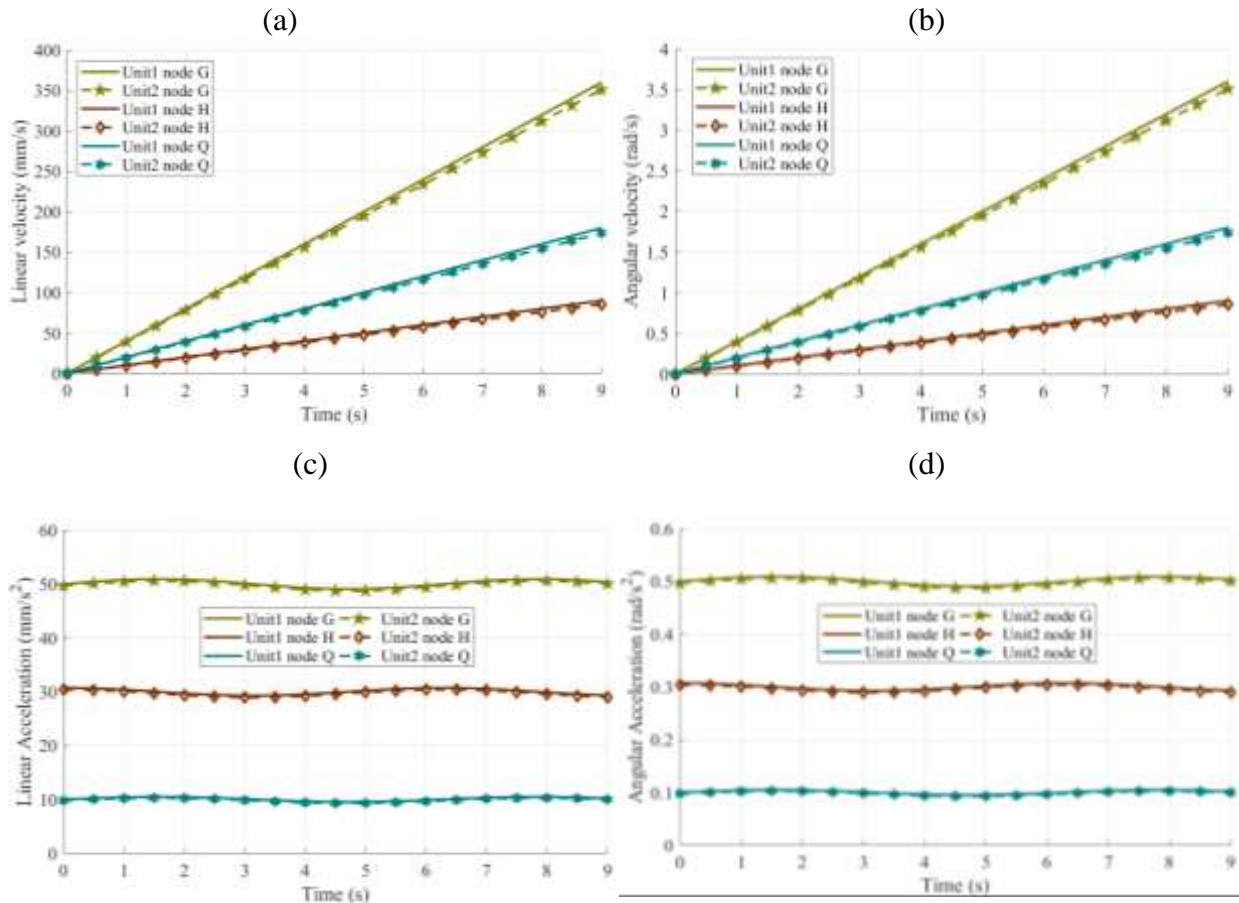 (a)
400
350
300
250
200
150
100
50
0
Linear velocity (mm/s)
Unit1 node G
Unit2 node G
Unit1 node H
Unit2 node H
Unit1 node Q
Unit2 node Q
0 1 2 3 4 5 6 7 8 9
Time (s)
(b)
4
3.5
3
2.5
2
1.5
1
0.5
0
Angular velocity (rad/s)
Unit1 node G
Unit2 node G
Unit1 node H
Unit2 node H
Unit1 node Q
Unit2 node Q
0 1 2 3 4 5 6 7 8 9
Time (s)
(c)
60
50
40
30
20
10
0
Linear Acceleration (mm/s²)
Unit1 node G Unit2 node G
Unit1 node H Unit2 node H
Unit1 node Q Unit2 node Q
0 1 2 3 4 5 6 7 8 9
Time (s)
(d)
0.6
0.5
0.4
0.3
0.2
0.1
0
Angular Acceleration (rad/s²)
Unit1 node G Unit2 node G
Unit1 node H Unit2 node H
Unit1 node Q Unit2 node Q
0 1 2 3 4 5 6 7 8 9
Time (s)